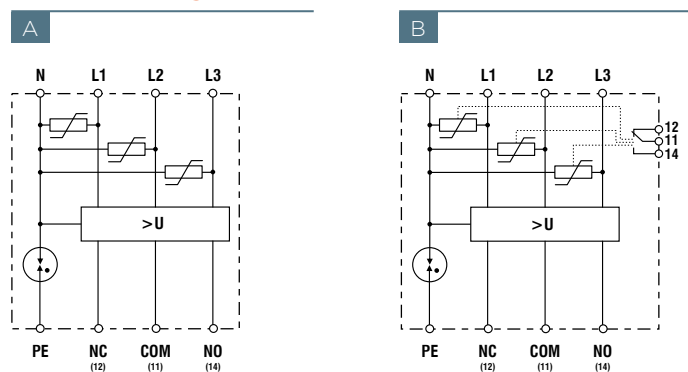 A
N L1 L2 L3
>U
PE NC COM NO
(12) (11) (14)
B
N L1 L2 L3
12
11
14
>U
PE NC COM NO
(12) (11) (14)